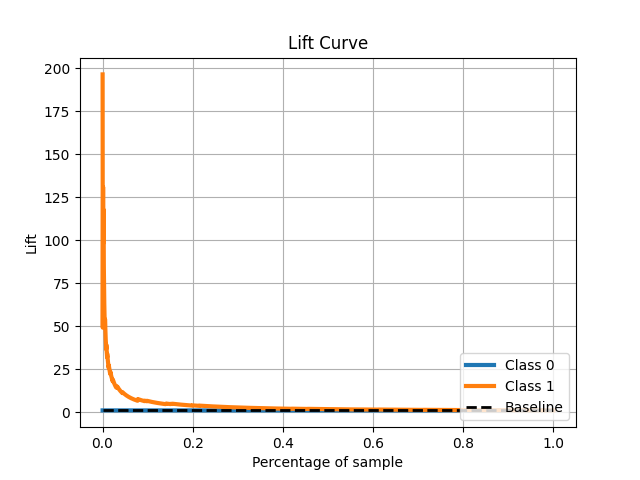 Lift Curve
200
175
150
125
100
75
50
25
0
Lift
0.0 0.2 0.4 0.6 0.8 1.0
Percentage of sample
Class 0
Class 1
Baseline